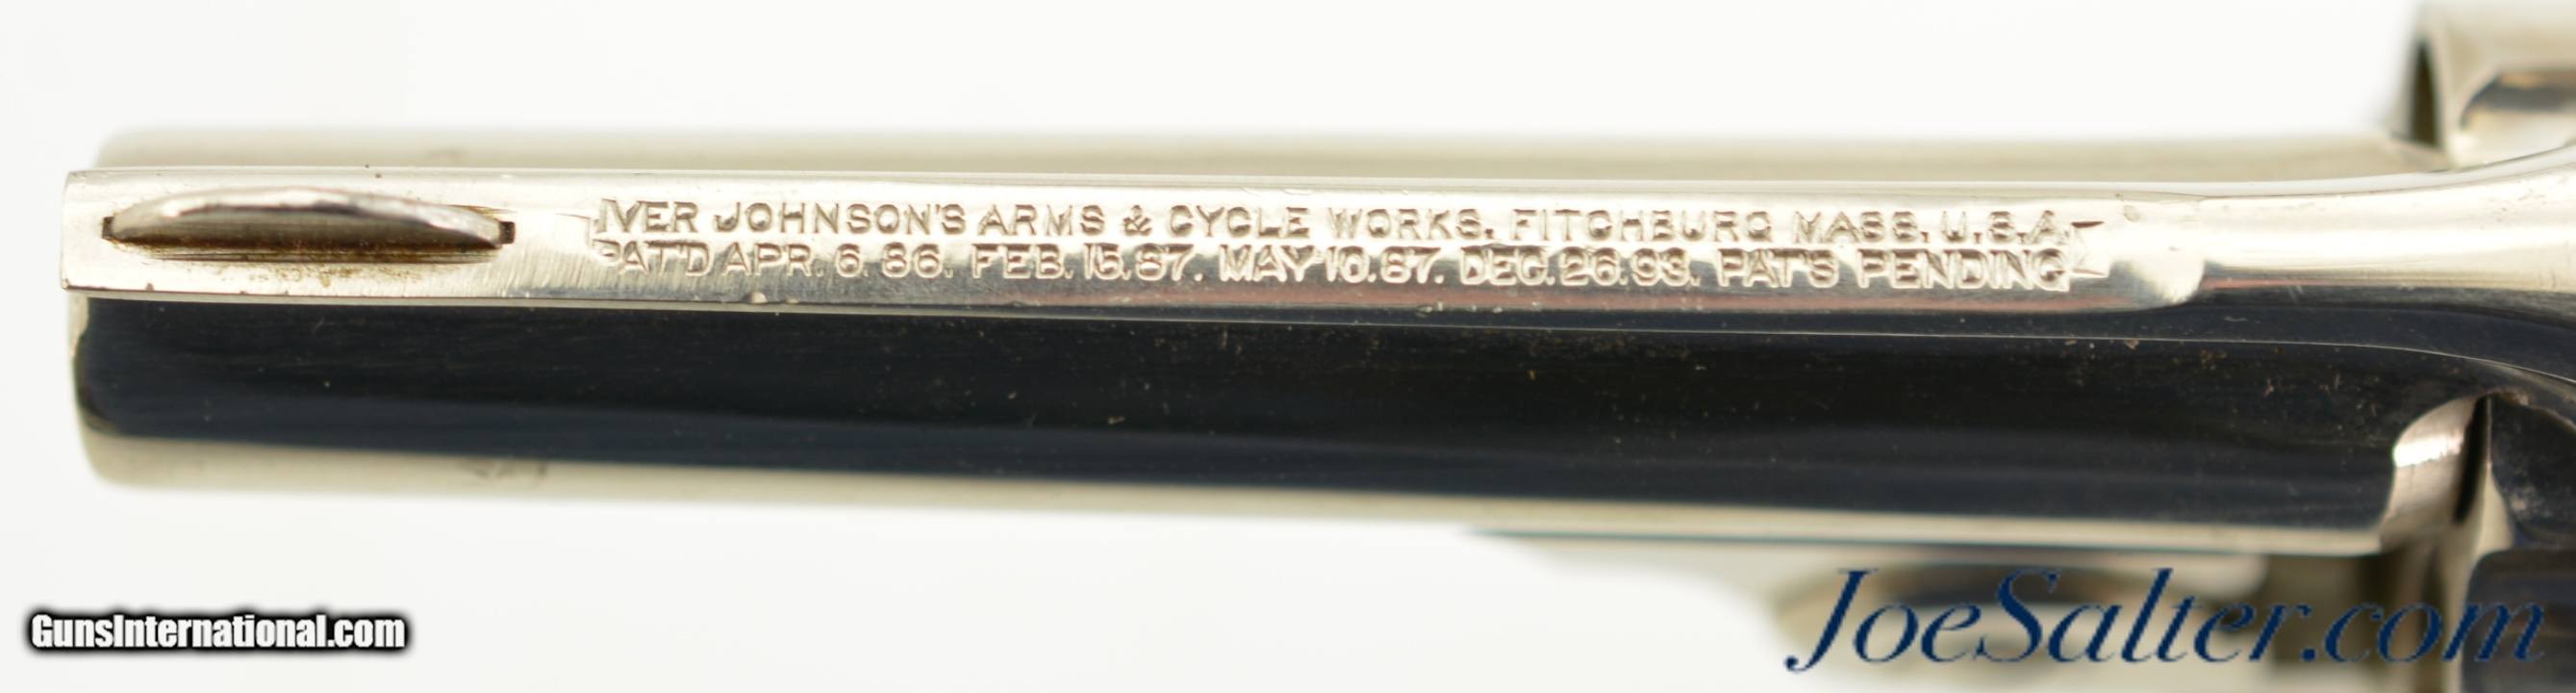 IVER JOHNSON'S ARMS & CYCLE WORKS. FITCHBURG MASS. U.S.A.
PAT'D APR. 6. 86. FEB. 15. 87. MAY 10. 87. DEC. 26. 93. PAT'S PENDING
GunsInternational.com
JoeSalter.com